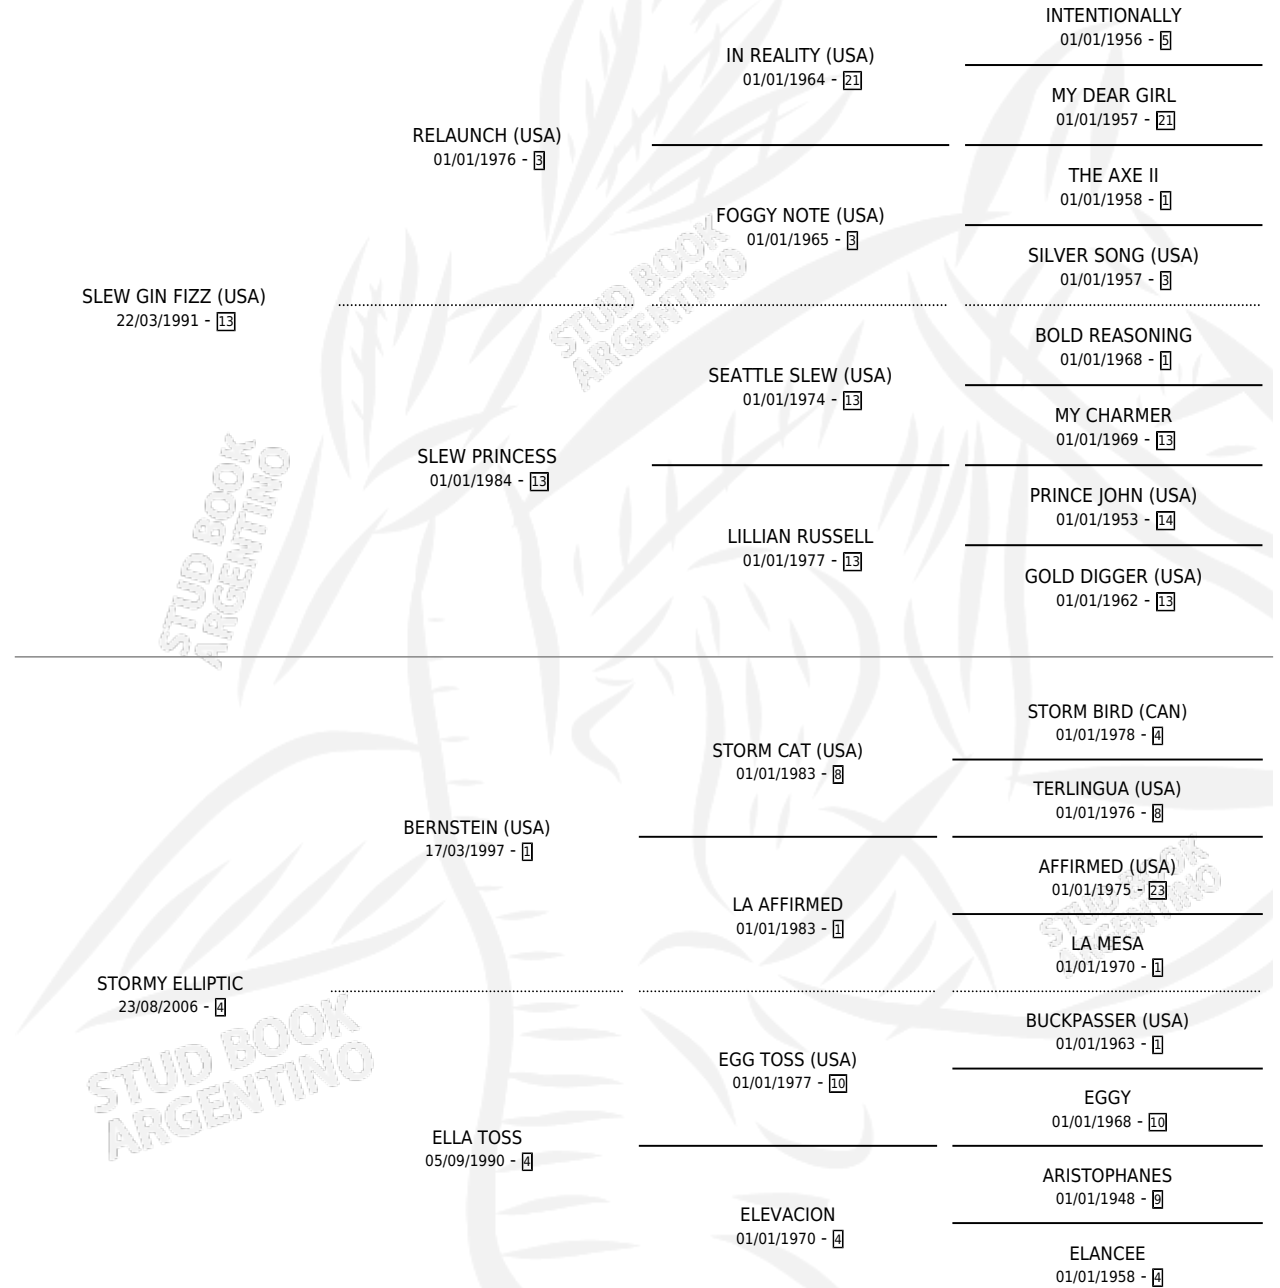 INTENTIONALLY
01/01/1956 - 5
IN REALITY (USA)
01/01/1964 - 21
MY DEAR GIRL
01/01/1957 - 21
RELAUNCH (USA)
01/01/1976 - 3
THE AXE II
01/01/1958 - 1
FOGGY NOTE (USA)
01/01/1965 - 3
SILVER SONG (USA)
01/01/1957 - 3
SLEW GIN FIZZ (USA)
22/03/1991 - 13
BOLD REASONING
01/01/1968 - 1
SEATTLE SLEW (USA)
01/01/1974 - 13
MY CHARMER
01/01/1969 - 13
SLEW PRINCESS
01/01/1984 - 13
PRINCE JOHN (USA)
01/01/1953 - 14
LILLIAN RUSSELL
01/01/1977 - 13
GOLD DIGGER (USA)
01/01/1962 - 13
STORM BIRD (CAN)
01/01/1978 - 4
STORM CAT (USA)
01/01/1983 - 8
TERLINGUA (USA)
01/01/1976 - 8
BERNSTEIN (USA)
17/03/1997 - 1
AFFIRMED (USA)
01/01/1975 - 23
LA AFFIRMED
01/01/1983 - 1
LA MESA
01/01/1970 - 1
STORMY ELLIPTIC
23/08/2006 - 4
BUCKPASSER (USA)
01/01/1963 - 1
EGG TOSS (USA)
01/01/1977 - 10
EGGY
01/01/1968 - 10
ELLA TOSS
05/09/1990 - 4
ARISTOPHANES
01/01/1948 - 9
ELEVACION
01/01/1970 - 4
ELANCEE
01/01/1958 - 4
STUD BOOK
ARGENTINO
STUD BOOK
ARGENTINO
STUD BOOK
ARGENTINO
STUD BOOK
ARGENTINO